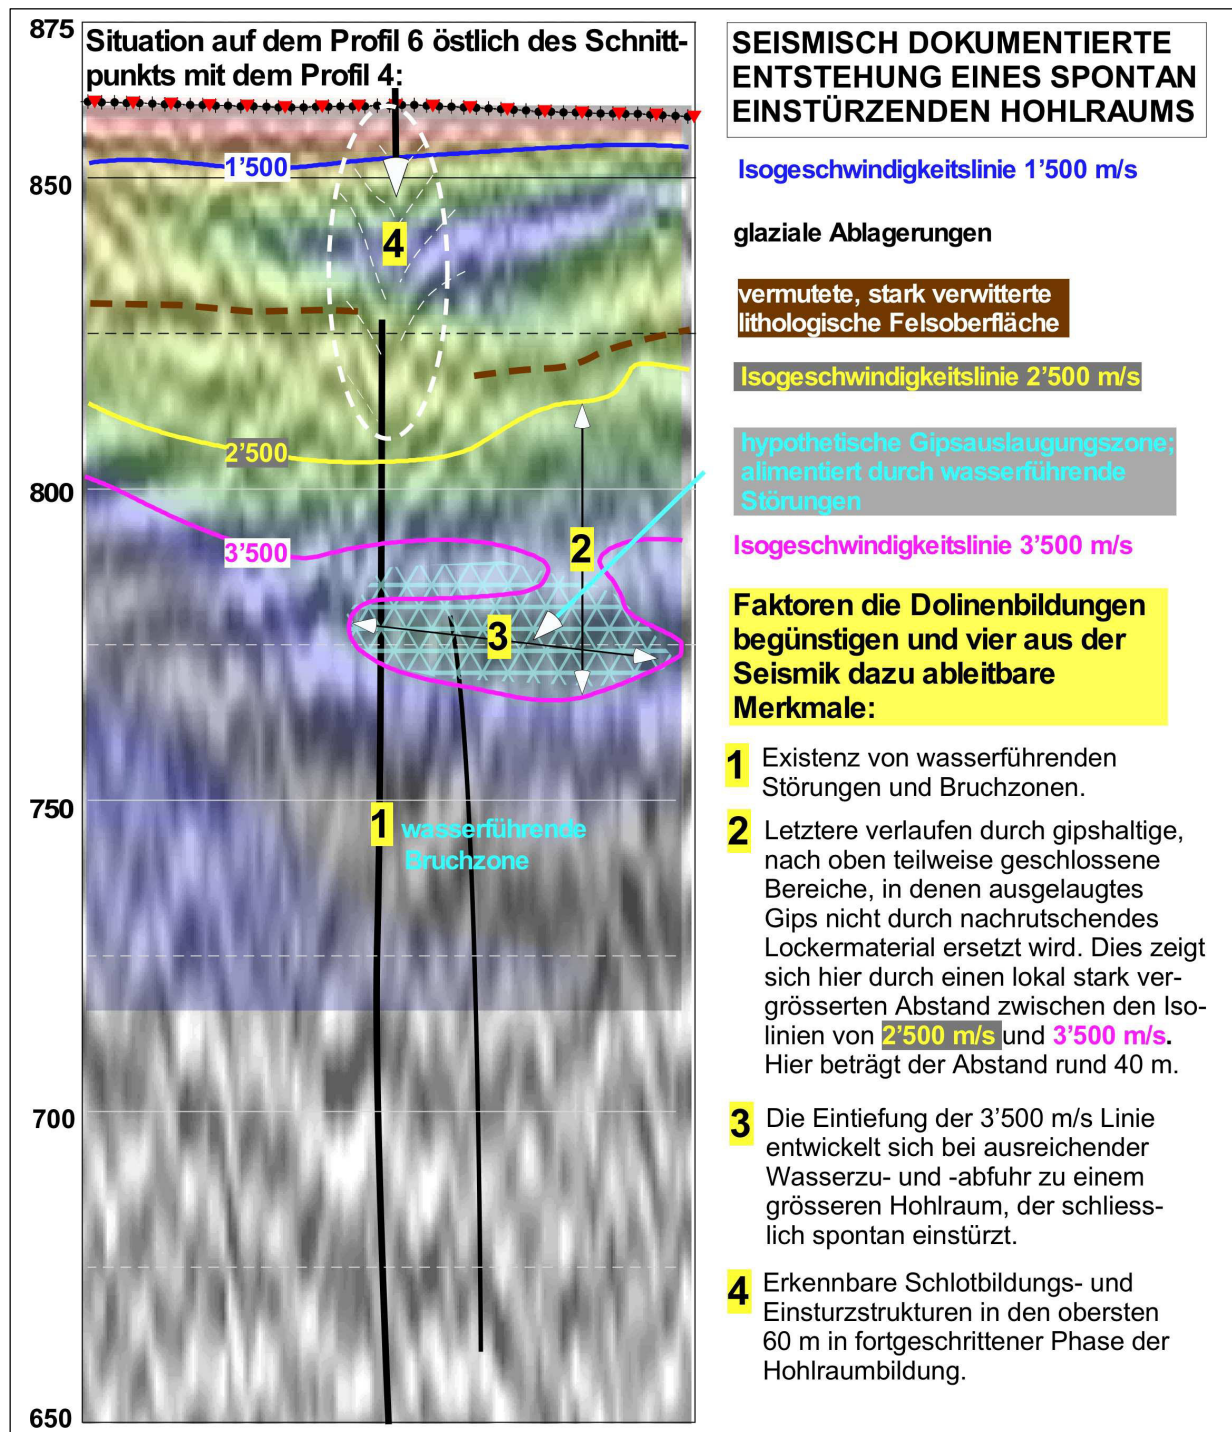 875
Situation auf dem Profil 6 östlich des Schnitt-
punkts mit dem Profil 4:
1’500
850
4
2’500
800
3’500
2
3
750
1
wasserführende
Bruchzone
700
650
SEISMISCH DOKUMENTIERTE
ENTSTEHUNG EINES SPONTAN
EINSTÜRZENDEN HOHLRAUMS
Isogeschwindigkeitslinie 1’500 m/s
glaziale Ablagerungen
vermutete, stark verwitterte
lithologische Felsoberfläche
Isogeschwindigkeitslinie 2’500 m/s
hypothetische Gipsauslaugungszone;
alimentiert durch wasserführende
Störungen
Isogeschwindigkeitslinie 3’500 m/s
Faktoren die Dolinenbildungen
begünstigen und vier aus der
Seismik dazu ableitbare
Merkmale:
1 Existenz von wasserführenden
Störungen und Bruchzonen.
2 Letztere verlaufen durch gipshaltige,
nach oben teilweise geschlossene
Bereiche, in denen ausgelaugtes
Gips nicht durch nachrutschendes
Lockermaterial ersetzt wird. Dies zeigt
sich hier durch einen lokal stark ver-
grösserten Abstand zwischen den Iso-
linien von 2’500 m/s und 3’500 m/s.
Hier beträgt der Abstand rund 40 m.
3 Die Eintiefung der 3’500 m/s Linie
entwickelt sich bei ausreichender
Wasserzu- und -abfuhr zu einem
grösseren Hohlraum, der schliess-
lich spontan einstürzt.
4 Erkennbare Schlotbildungs- und
Einsturzstrukturen in den obersten
60 m in fortgeschrittener Phase der
Hohlraumbildung.